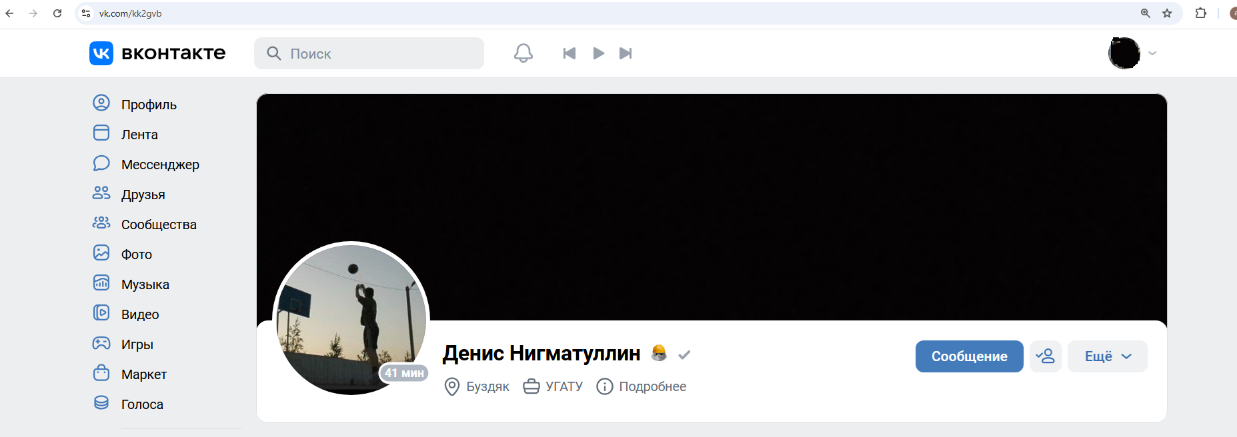 vk.com/kk2gvb
вконтакте
Поиск
Профиль
Лента
Мессенджер
Друзья
Сообщества
Фото
Музыка
Видео
Игры
Маркет
Голоса
41 мин
Денис Нигматуллин
Буздяк УГАТУ Подробнее
Сообщение Ещё